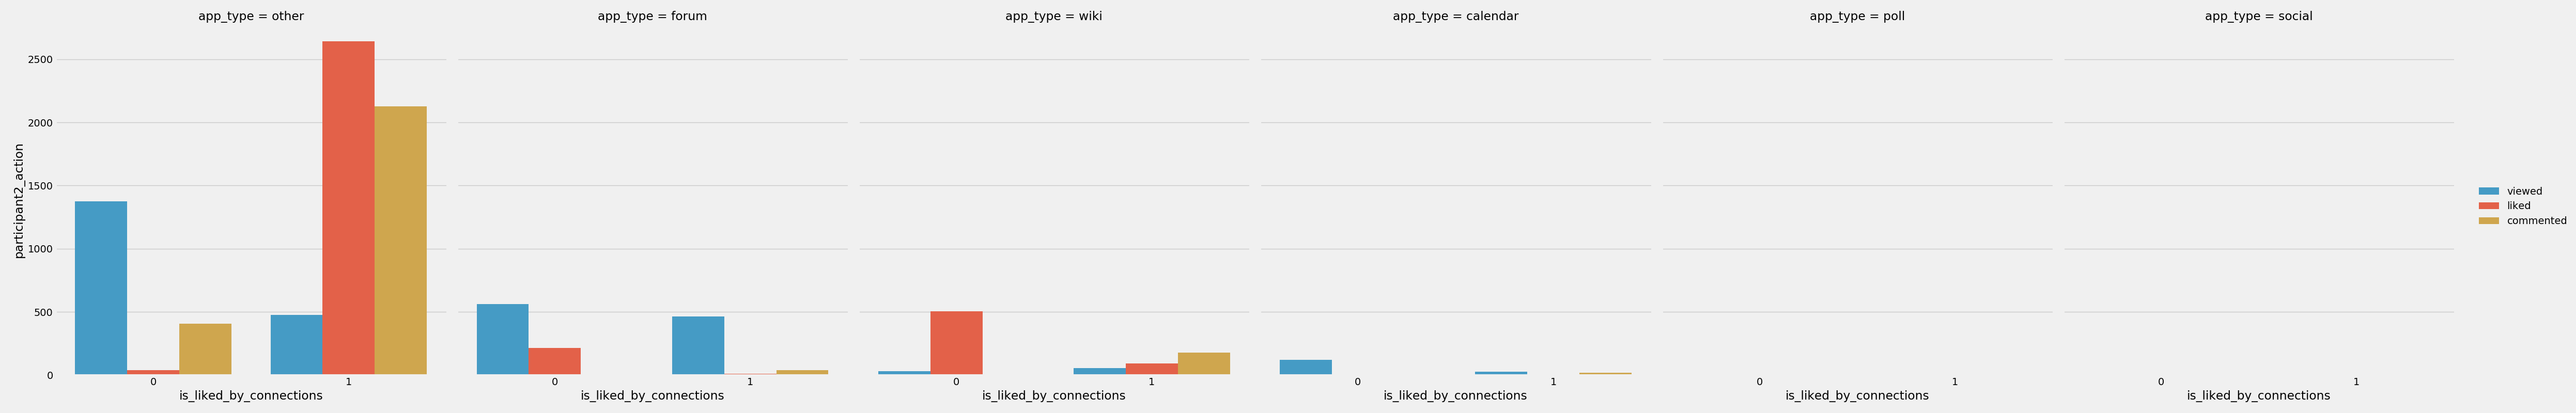 app_type = other
app_type = forum
app_type = wiki
app_type = calendar
app_type = poll
app_type = social
participant2_action
2500
2000
1500
1000
500
0
0 1
0 1
0 1
0 1
0 1
0 1
is_liked_by_connections
is_liked_by_connections
is_liked_by_connections
is_liked_by_connections
is_liked_by_connections
is_liked_by_connections
viewed
liked
commented